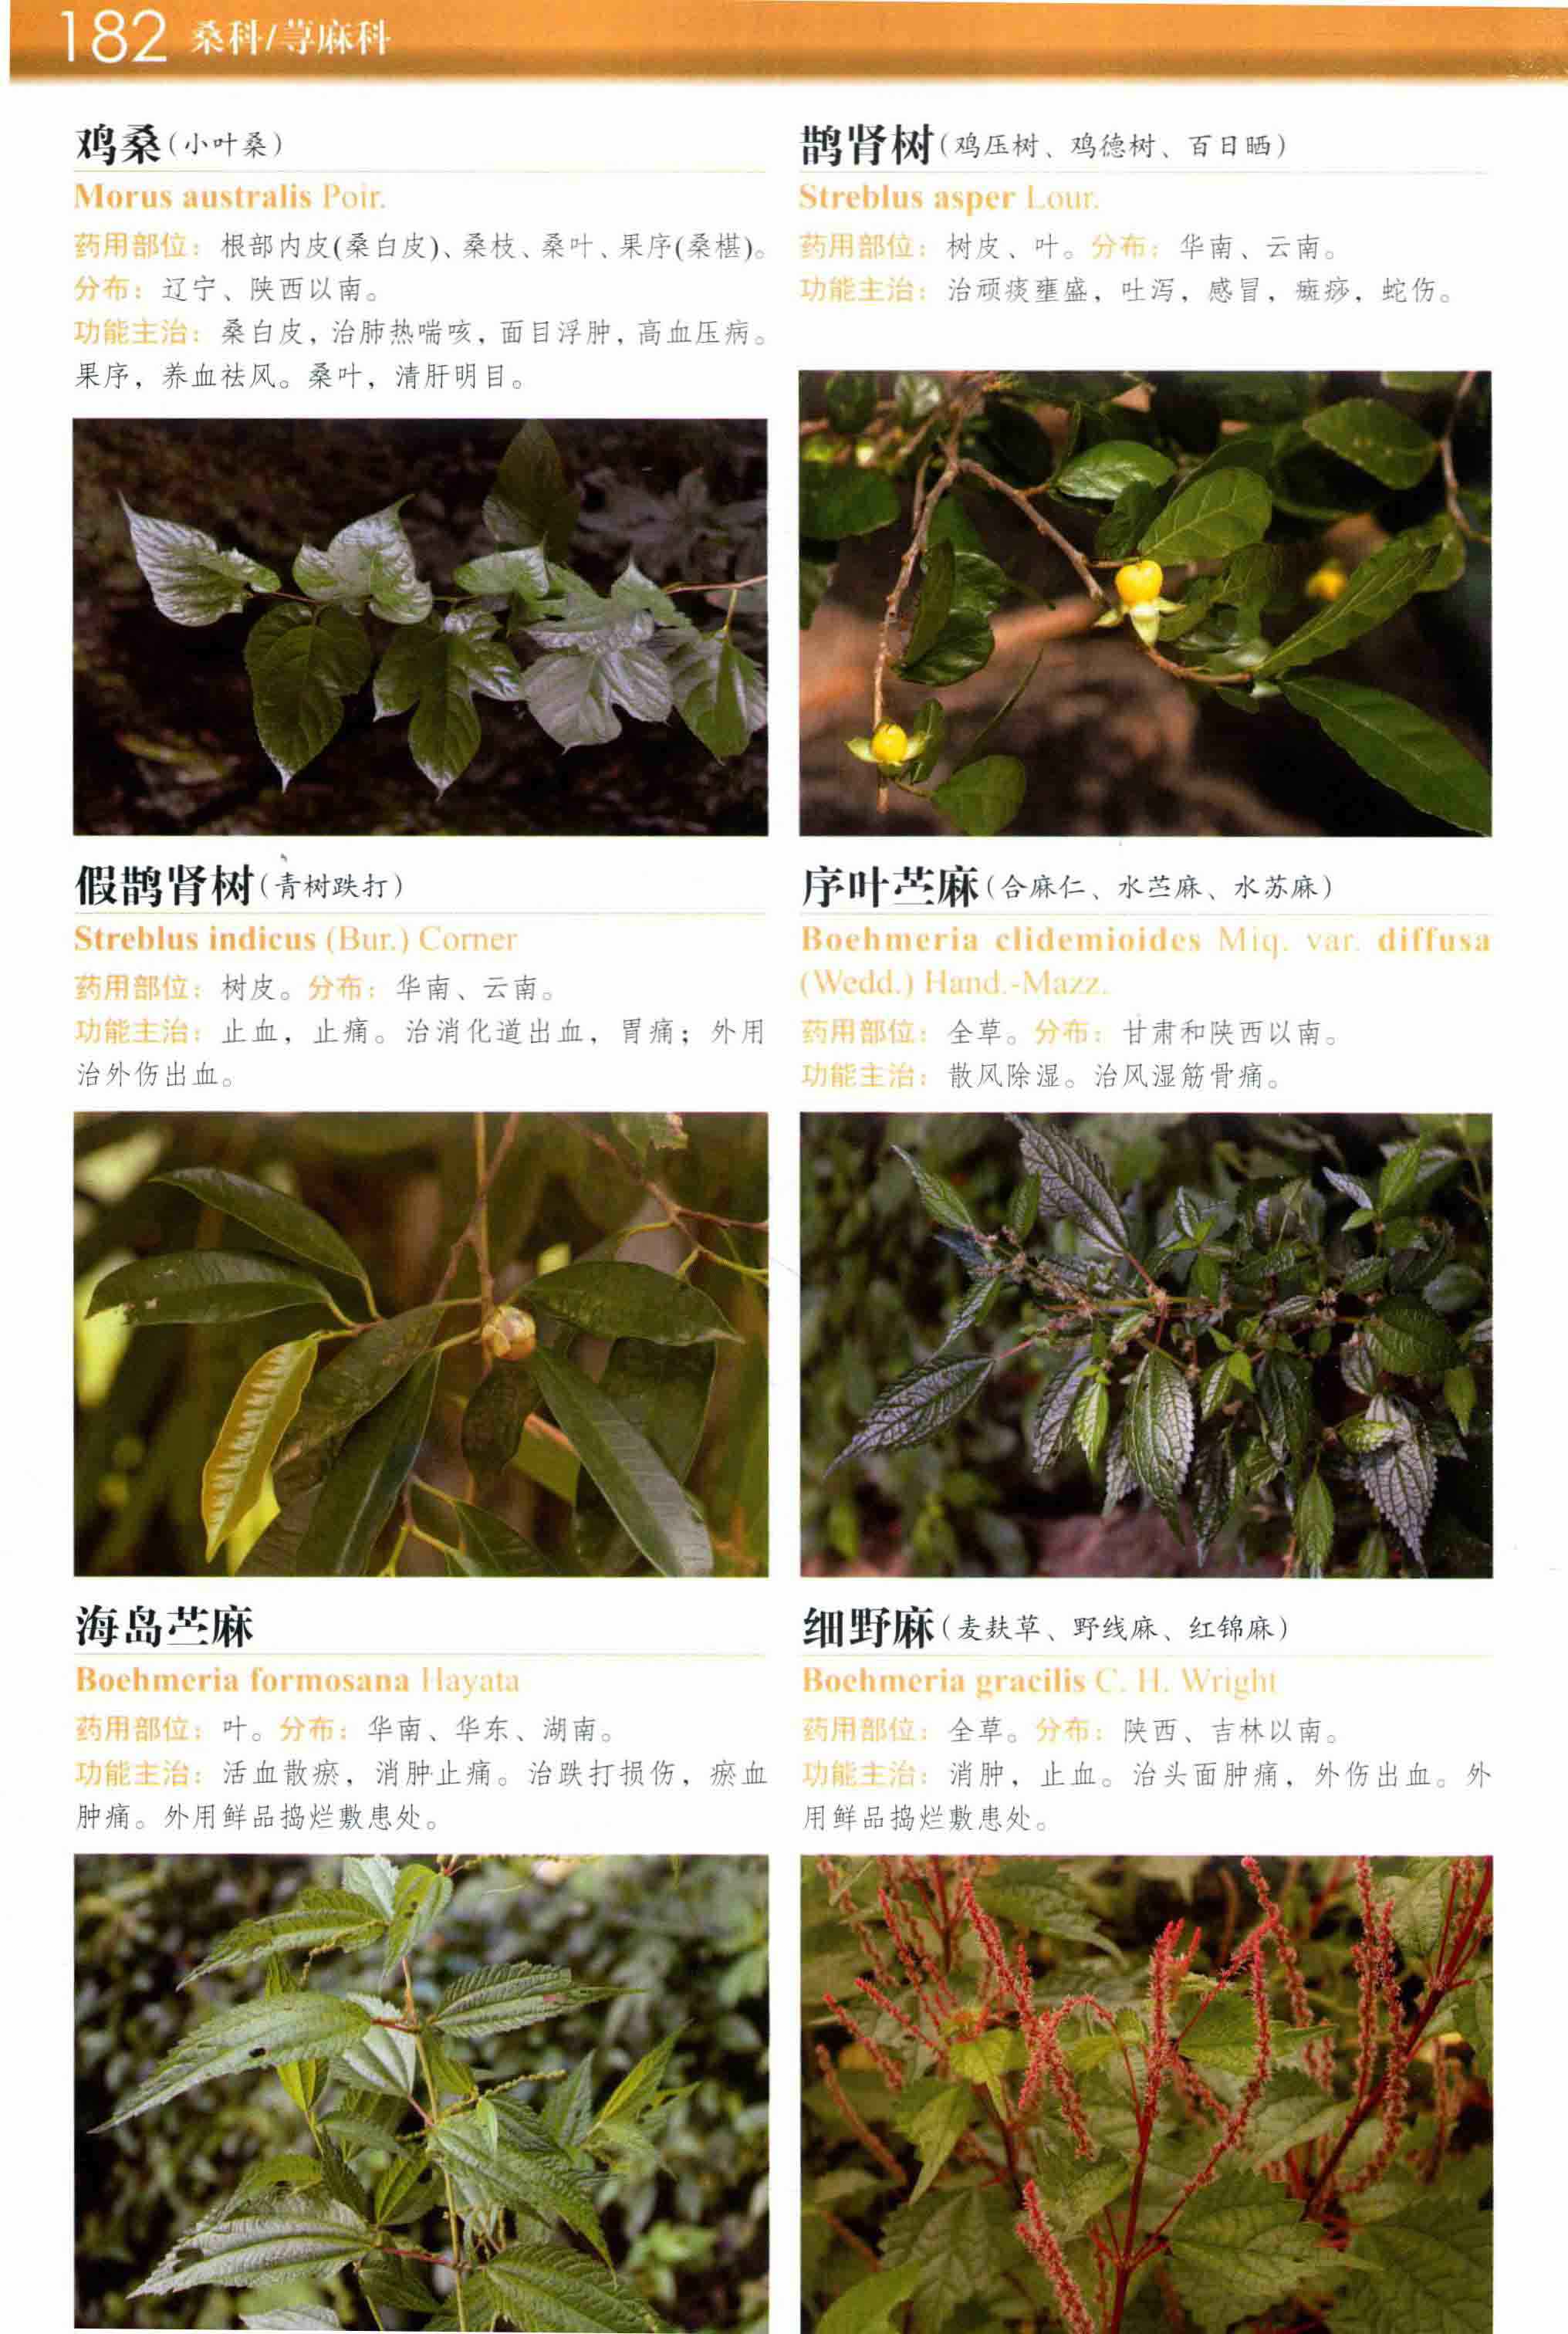 182 桑科/荨麻科
鸡桑(小叶桑)
Morus australis Poir.
药用部位：根部内皮(桑白皮)、桑枝、桑叶、果序(桑椹)。
分布：辽宁、陕西以南。
功能主治：桑白皮，治肺热喘咳，面目浮肿，高血压病。
果序，养血祛风。桑叶，清肝明目。
鹊肾树(鸡压树、鸡德树、百日晒)
Streblus asper Lour.
药用部位：树皮、叶。分布：华南、云南。
功能主治：治顽痰壅盛，吐泻，感冒，癍痧，蛇伤。
假鹊肾树(青树跌打)
Streblus indicus (Bur.) Corner
药用部位：树皮。分布：华南、云南。
功能主治：止血，止痛。治消化道出血，胃痛；外用
治外伤出血。
序叶苎麻(合麻仁、水苎麻、水苏麻)
Boehmeria clidemioides Miq. var. diffusa
(Wedd.) Hand.-Mazz.
药用部位：全草。分布：甘肃和陕西以南。
功能主治：散风除湿。治风湿筋骨痛。
海岛苎麻
Boehmeria formosana Hayata
药用部位：叶。分布：华南、华东、湖南。
功能主治：活血散瘀，消肿止痛。治跌打损伤，瘀血
肿痛。外用鲜品捣烂敷患处。
细野麻(麦麸草、野线麻、红锦麻)
Boehmeria gracilis C. H. Wright
药用部位：全草。分布：陕西、吉林以南。
功能主治：消肿，止血。治头面肿痛，外伤出血。外
用鲜品捣烂敷患处。